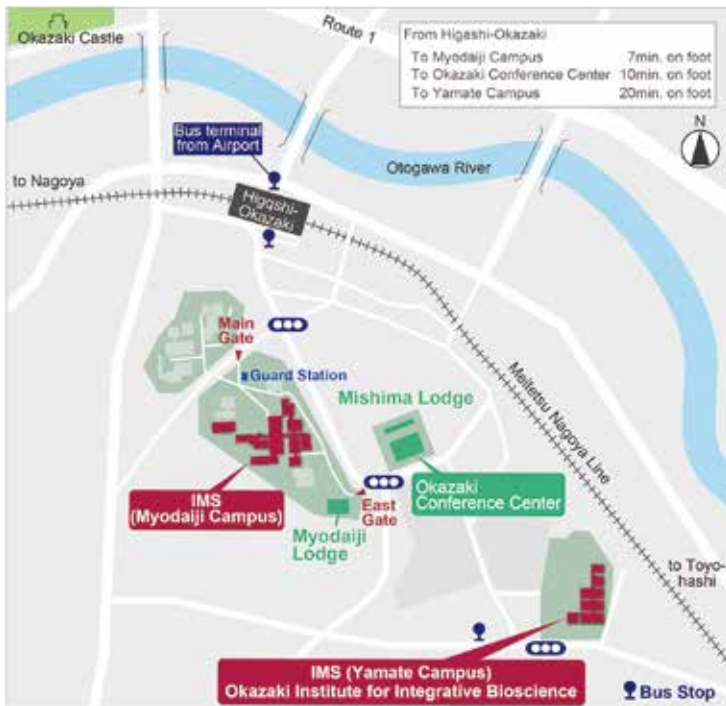 Okazaki Castle
Route 1
From Higashi-Okazaki
To Myodaiji Campus 7min. on foot
To Okazaki Conference Center 10min. on foot
To Yamate Campus 20min. on foot
N
Bus terminal
from Airport
Otogawa River
to Nagoya
Higqshi-
Okazaki
Main
Gate
Guard Station
Meitetsu Nagoya Line
Mishima Lodge
IMS
(Myodaiji Campus)
Okazaki
Conference Center
East
Gate
Myodaiji
Lodge
to Toyo-
hashi
IMS (Yamate Campus)
Okazaki Institute for Integrative Bioscience
Bus Stop